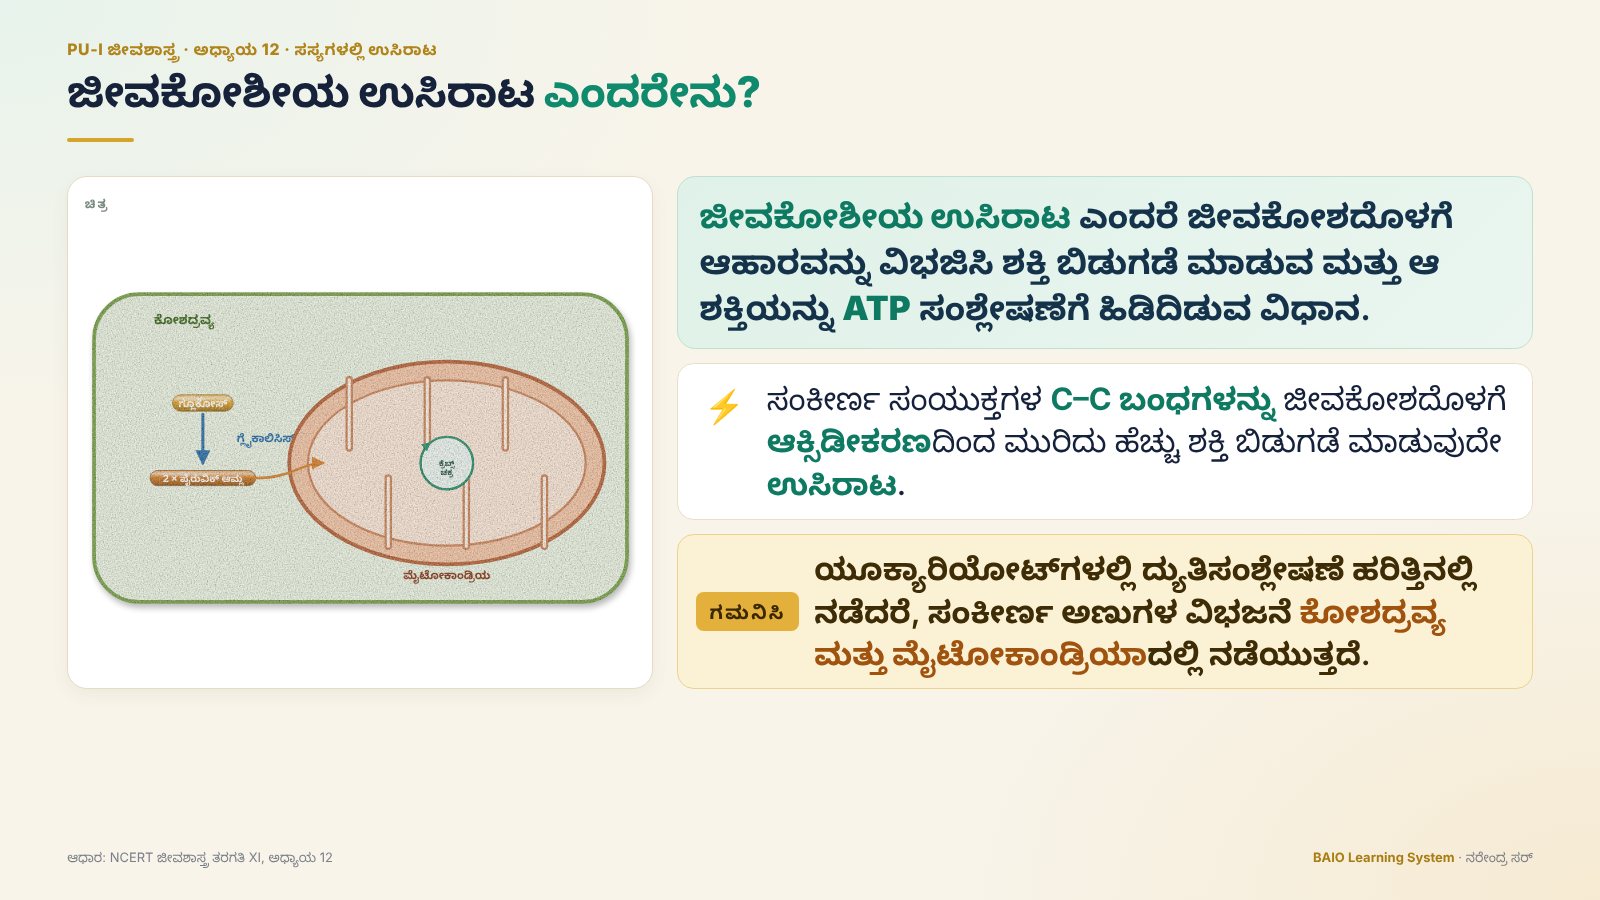 PU-I ಜೀವಶಾಸ್ತ್ರ · ಅಧ್ಯಾಯ 12 · ಸಸ್ಯಗಳಲ್ಲಿ ಉಸಿರಾಟ
ಜೀವಕೋಶೀಯ ಉಸಿರಾಟ ಎಂದರೇನು?
ಚಿತ್ರ
ಕೋಶದ್ರವ್ಯ
ಗ್ಲೂಕೋಸ್
ಗ್ಲೈಕಾಲಿಸಿಸ್
2 × ಪೈರುವಿಕ್ ಆಮ್ಲ
ಕ್ರೆಬ್ಸ್
ಚಕ್ರ
ಮೈಟೋಕಾಂಡ್ರಿಯ
ಜೀವಕೋಶೀಯ ಉಸಿರಾಟ ಎಂದರೆ ಜೀವಕೋಶದೊಳಗೆ
ಆಹಾರವನ್ನು ವಿಭಜಿಸಿ ಶಕ್ತಿ ಬಿಡುಗಡೆ ಮಾಡುವ ಮತ್ತು ಆ
ಶಕ್ತಿಯನ್ನು ATP ಸಂಶ್ಲೇಷಣೆಗೆ ಹಿಡಿದಿಡುವ ವಿಧಾನ.
⚡ ಸಂಕೀರ್ಣ ಸಂಯುಕ್ತಗಳ C–C ಬಂಧಗಳನ್ನು ಜೀವಕೋಶದೊಳಗೆ
ಆಕ್ಸಿಡೀಕರಣದಿಂದ ಮುರಿದು ಹೆಚ್ಚು ಶಕ್ತಿ ಬಿಡುಗಡೆ ಮಾಡುವುದೇ
ಉಸಿರಾಟ.
ಗಮನಿಸಿ
ಯೂಕ್ಯಾರಿಯೋಟ್‌ಗಳಲ್ಲಿ ದ್ಯುತಿಸಂಶ್ಲೇಷಣೆ ಹರಿತ್ತಿನಲ್ಲಿ
ನಡೆದರೆ, ಸಂಕೀರ್ಣ ಅಣುಗಳ ವಿಭಜನೆ ಕೋಶದ್ರವ್ಯ
ಮತ್ತು ಮೈಟೋಕಾಂಡ್ರಿಯಾದಲ್ಲಿ ನಡೆಯುತ್ತದೆ.
ಆಧಾರ: NCERT ಜೀವಶಾಸ್ತ್ರ ತರಗತಿ XI, ಅಧ್ಯಾಯ 12
BAIO Learning System · ನರೇಂದ್ರ ಸರ್